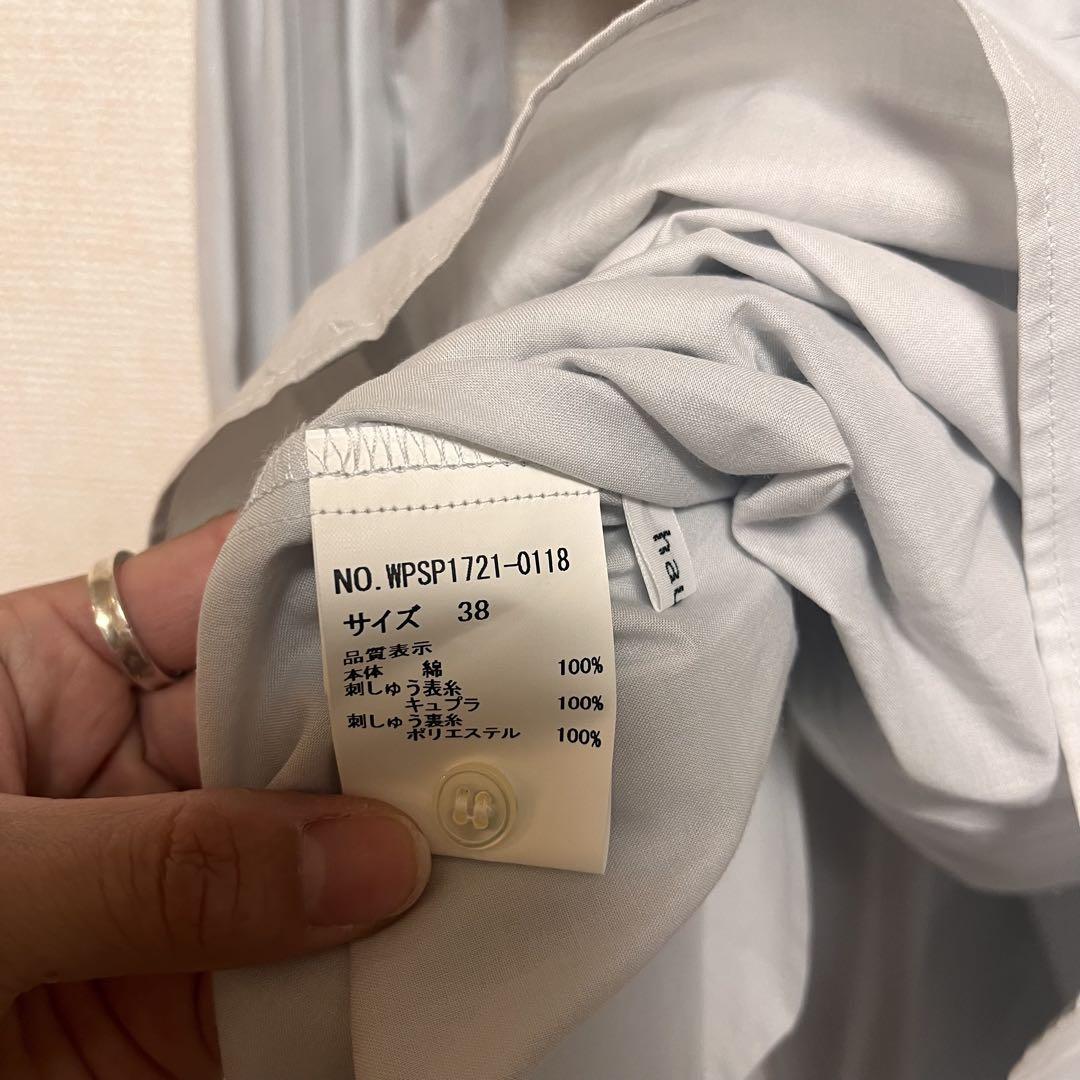 NO.WPSP1721-0118
サイズ 38
品質表示
本体 綿 100%
刺しゅう表糸
キュプラ 100%
刺しゅう裏糸
ポリエステル 100%